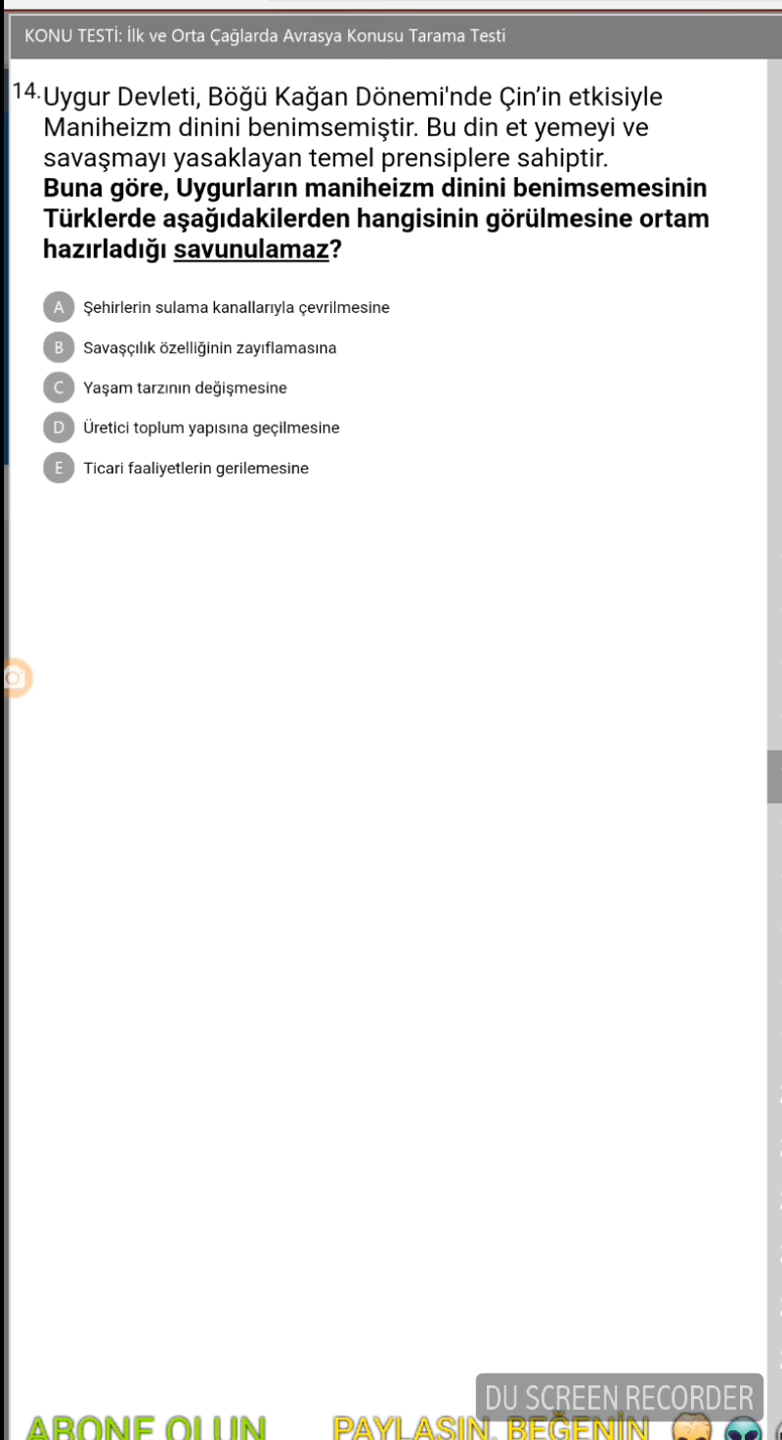 KONU TESTİ: İlk ve Orta Çağlarda Avrasya Konusu Tarama Testi
14. Uygur Devleti, Böğü Kağan Dönemi'nde Çin’in etkisiyle
Maniheizm dinini benimsemiştir. Bu din et yemeyi ve
savaşmayı yasaklayan temel prensiplere sahiptir.
Buna göre, Uygurların maniheizm dinini benimsemesinin
Türklerde aşağıdakilerden hangisinin görülmesine ortam
hazırladığı savunulamaz?
A Şehirlerin sulama kanallarıyla çevrilmesine
B Savaşçılık özelliğinin zayıflamasına
C Yaşam tarzının değişmesine
D Üretici toplum yapısına geçilmesine
E Ticari faaliyetlerin gerilemesine
DU SCREEN RECORDER
ABONE OLUN PAYLAŞIN, BEĞENİN